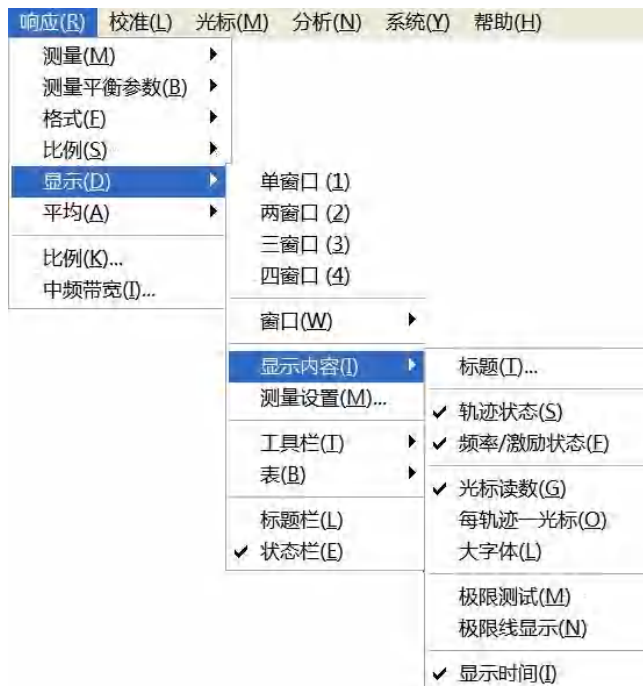 响应(R) 校准(L) 光标(M) 分析(N) 系统(Y) 帮助(H)
测量(M)
测量平衡参数(B)
格式(F)
比例(S)
显示(D)
平均(A)
比例(K)...
中频带宽(I)...
单窗口 (1)
两窗口 (2)
三窗口 (3)
四窗口 (4)
窗口(W)
显示内容(I)
测量设置(M)...
工具栏(T)
表(B)
标题栏(L)
状态栏(E)
标题(T)...
轨迹状态(S)
频率/激励状态(F)
光标读数(G)
每轨迹一光标(O)
大字体(L)
极限测试(M)
极限线显示(N)
显示时间(I)